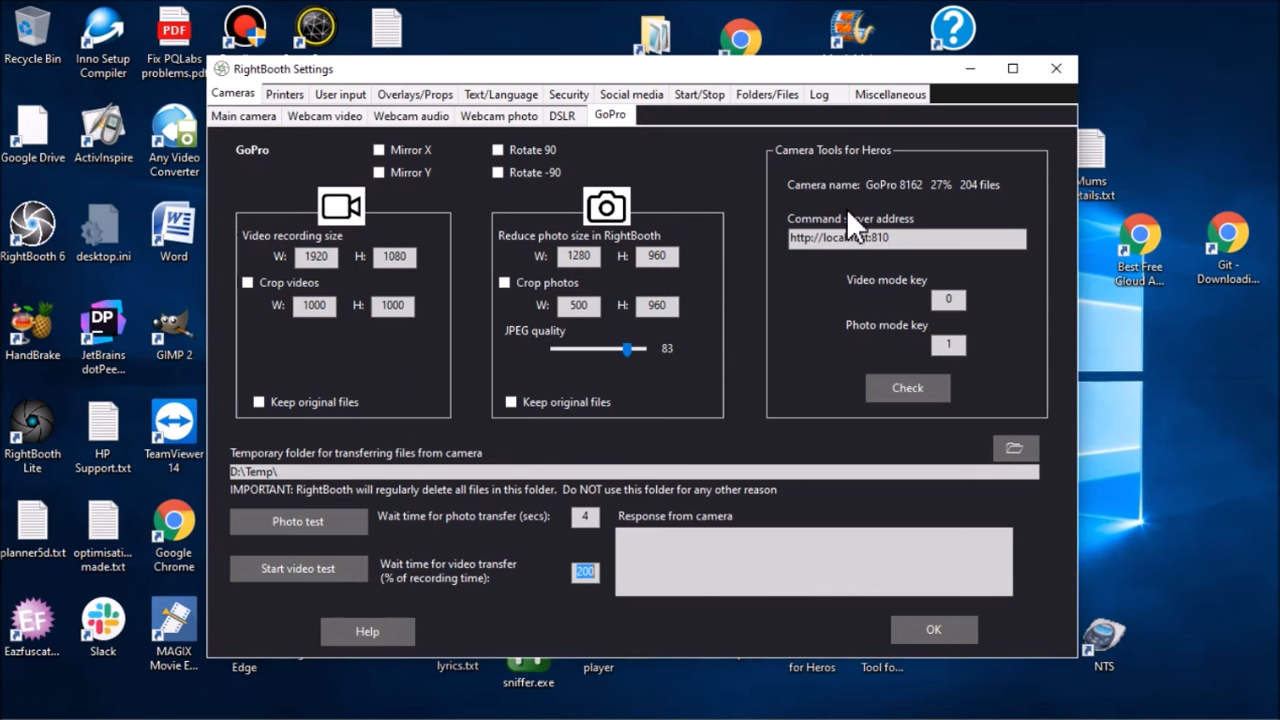 Recycle Bin
Inno Setup
Compiler
PDF
Fix PQLabs
problems.pdf
RightBooth Settings
Cameras Printers User input Overlays/Props Text/Language Security Social media Start/Stop Folders/Files Log Miscellaneous
Main camera Webcam video Webcam audio Webcam photo DSLR GoPro
GoPro
Mirror X
Mirror Y
Rotate 90
Rotate -90
Video recording size
W: 1920 H: 1080
Crop videos
W: 1000 H: 1000
Keep original files
Reduce photo size in RightBooth
W: 1280 H: 960
Crop photos
W: 500 H: 960
JPEG quality
83
Keep original files
Camera Tools for Heros
Camera name: GoPro 8162 27% 204 files
Command server address
http://localhost:810
Video mode key
0
Photo mode key
1
Check
Temporary folder for transferring files from camera
D:\Temp\
IMPORTANT: RightBooth will regularly delete all files in this folder. Do NOT use this folder for any other reason
Photo test
Wait time for photo transfer (secs): 4
Response from camera
Start video test
Wait time for video transfer
(% of recording time): 200
Help
OK
Google Drive
ActivInspire
Any Video
Converter
RightBooth 6
desktop.ini
Word
HandBrake
DP
JetBrains
dotPee...
GIMP 2
RightBooth
Lite
HP
Support.txt
TeamViewer
14
planner5d.txt
optimisati...
made.txt
Google
Chrome
EF
Eazfuscat...
Slack
MAGIX
Movie E...
Edge
lyrics.txt
sniffer.exe
player
for Heros
Tool fo...
Mums
Best Free
Cloud A...
Git -
Downloadi...
NTS